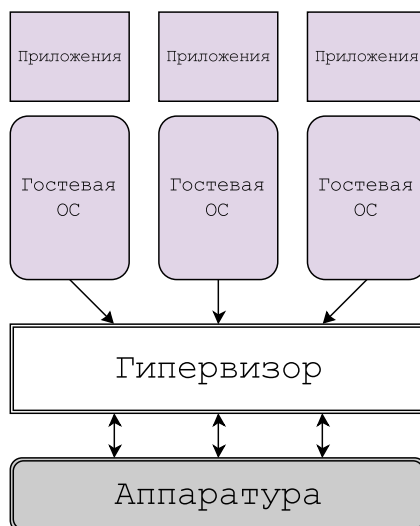 Приложения Приложения Приложения
Гостевая Гостевая Гостевая
ОС ОС ОС
Гипервизор
Аппаратура